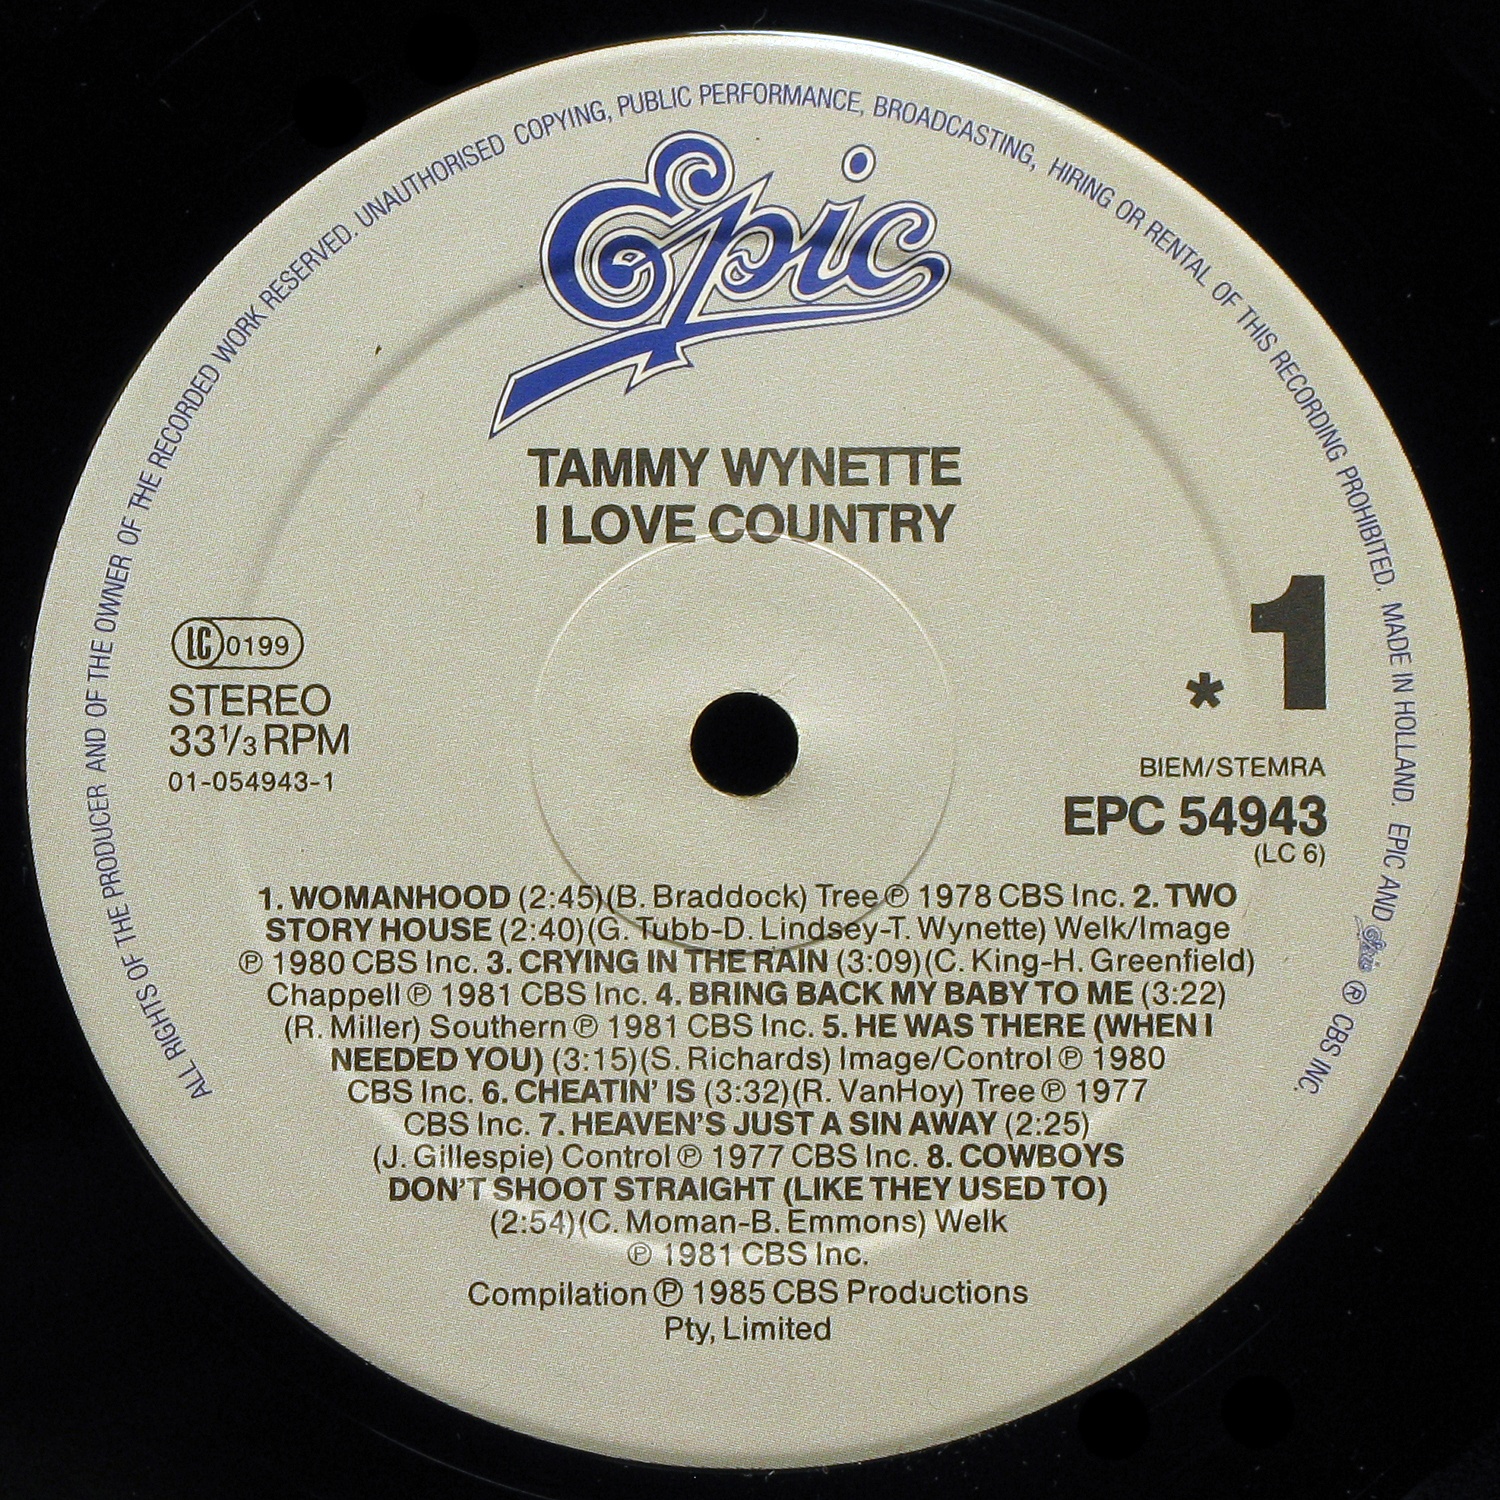 ALL RIGHTS OF THE PRODUCER AND OF THE OWNER OF THE RECORDED WORK RESERVED. UNAUTHORISED COPYING, PUBLIC PERFORMANCE, BROADCASTING, HIRING OR RENTAL OF THIS RECORDING PROHIBITED. MADE IN HOLLAND. EPIC AND Epic ® CBS INC.
Epic
TAMMY WYNETTE
I LOVE COUNTRY
LC 0199
STEREO
33⅓ RPM
01-054943-1
* 1
BIEM/STEMRA
EPC 54943
(LC 6)
1. WOMANHOOD (2:45)(B. Braddock) Tree ℗ 1978 CBS Inc. 2. TWO
STORY HOUSE (2:40)(G. Tubb-D. Lindsey-T. Wynette) Welk/Image
℗ 1980 CBS Inc. 3. CRYING IN THE RAIN (3:09)(C. King-H. Greenfield)
Chappell ℗ 1981 CBS Inc. 4. BRING BACK MY BABY TO ME (3:22)
(R. Miller) Southern ℗ 1981 CBS Inc. 5. HE WAS THERE (WHEN I
NEEDED YOU) (3:15)(S. Richards) Image/Control ℗ 1980
CBS Inc. 6. CHEATIN' IS (3:32)(R. VanHoy) Tree ℗ 1977
CBS Inc. 7. HEAVEN'S JUST A SIN AWAY (2:25)
(J. Gillespie) Control ℗ 1977 CBS Inc. 8. COWBOYS
DON'T SHOOT STRAIGHT (LIKE THEY USED TO)
(2:54)(C. Moman-B. Emmons) Welk
℗ 1981 CBS Inc.
Compilation ℗ 1985 CBS Productions
Pty, Limited